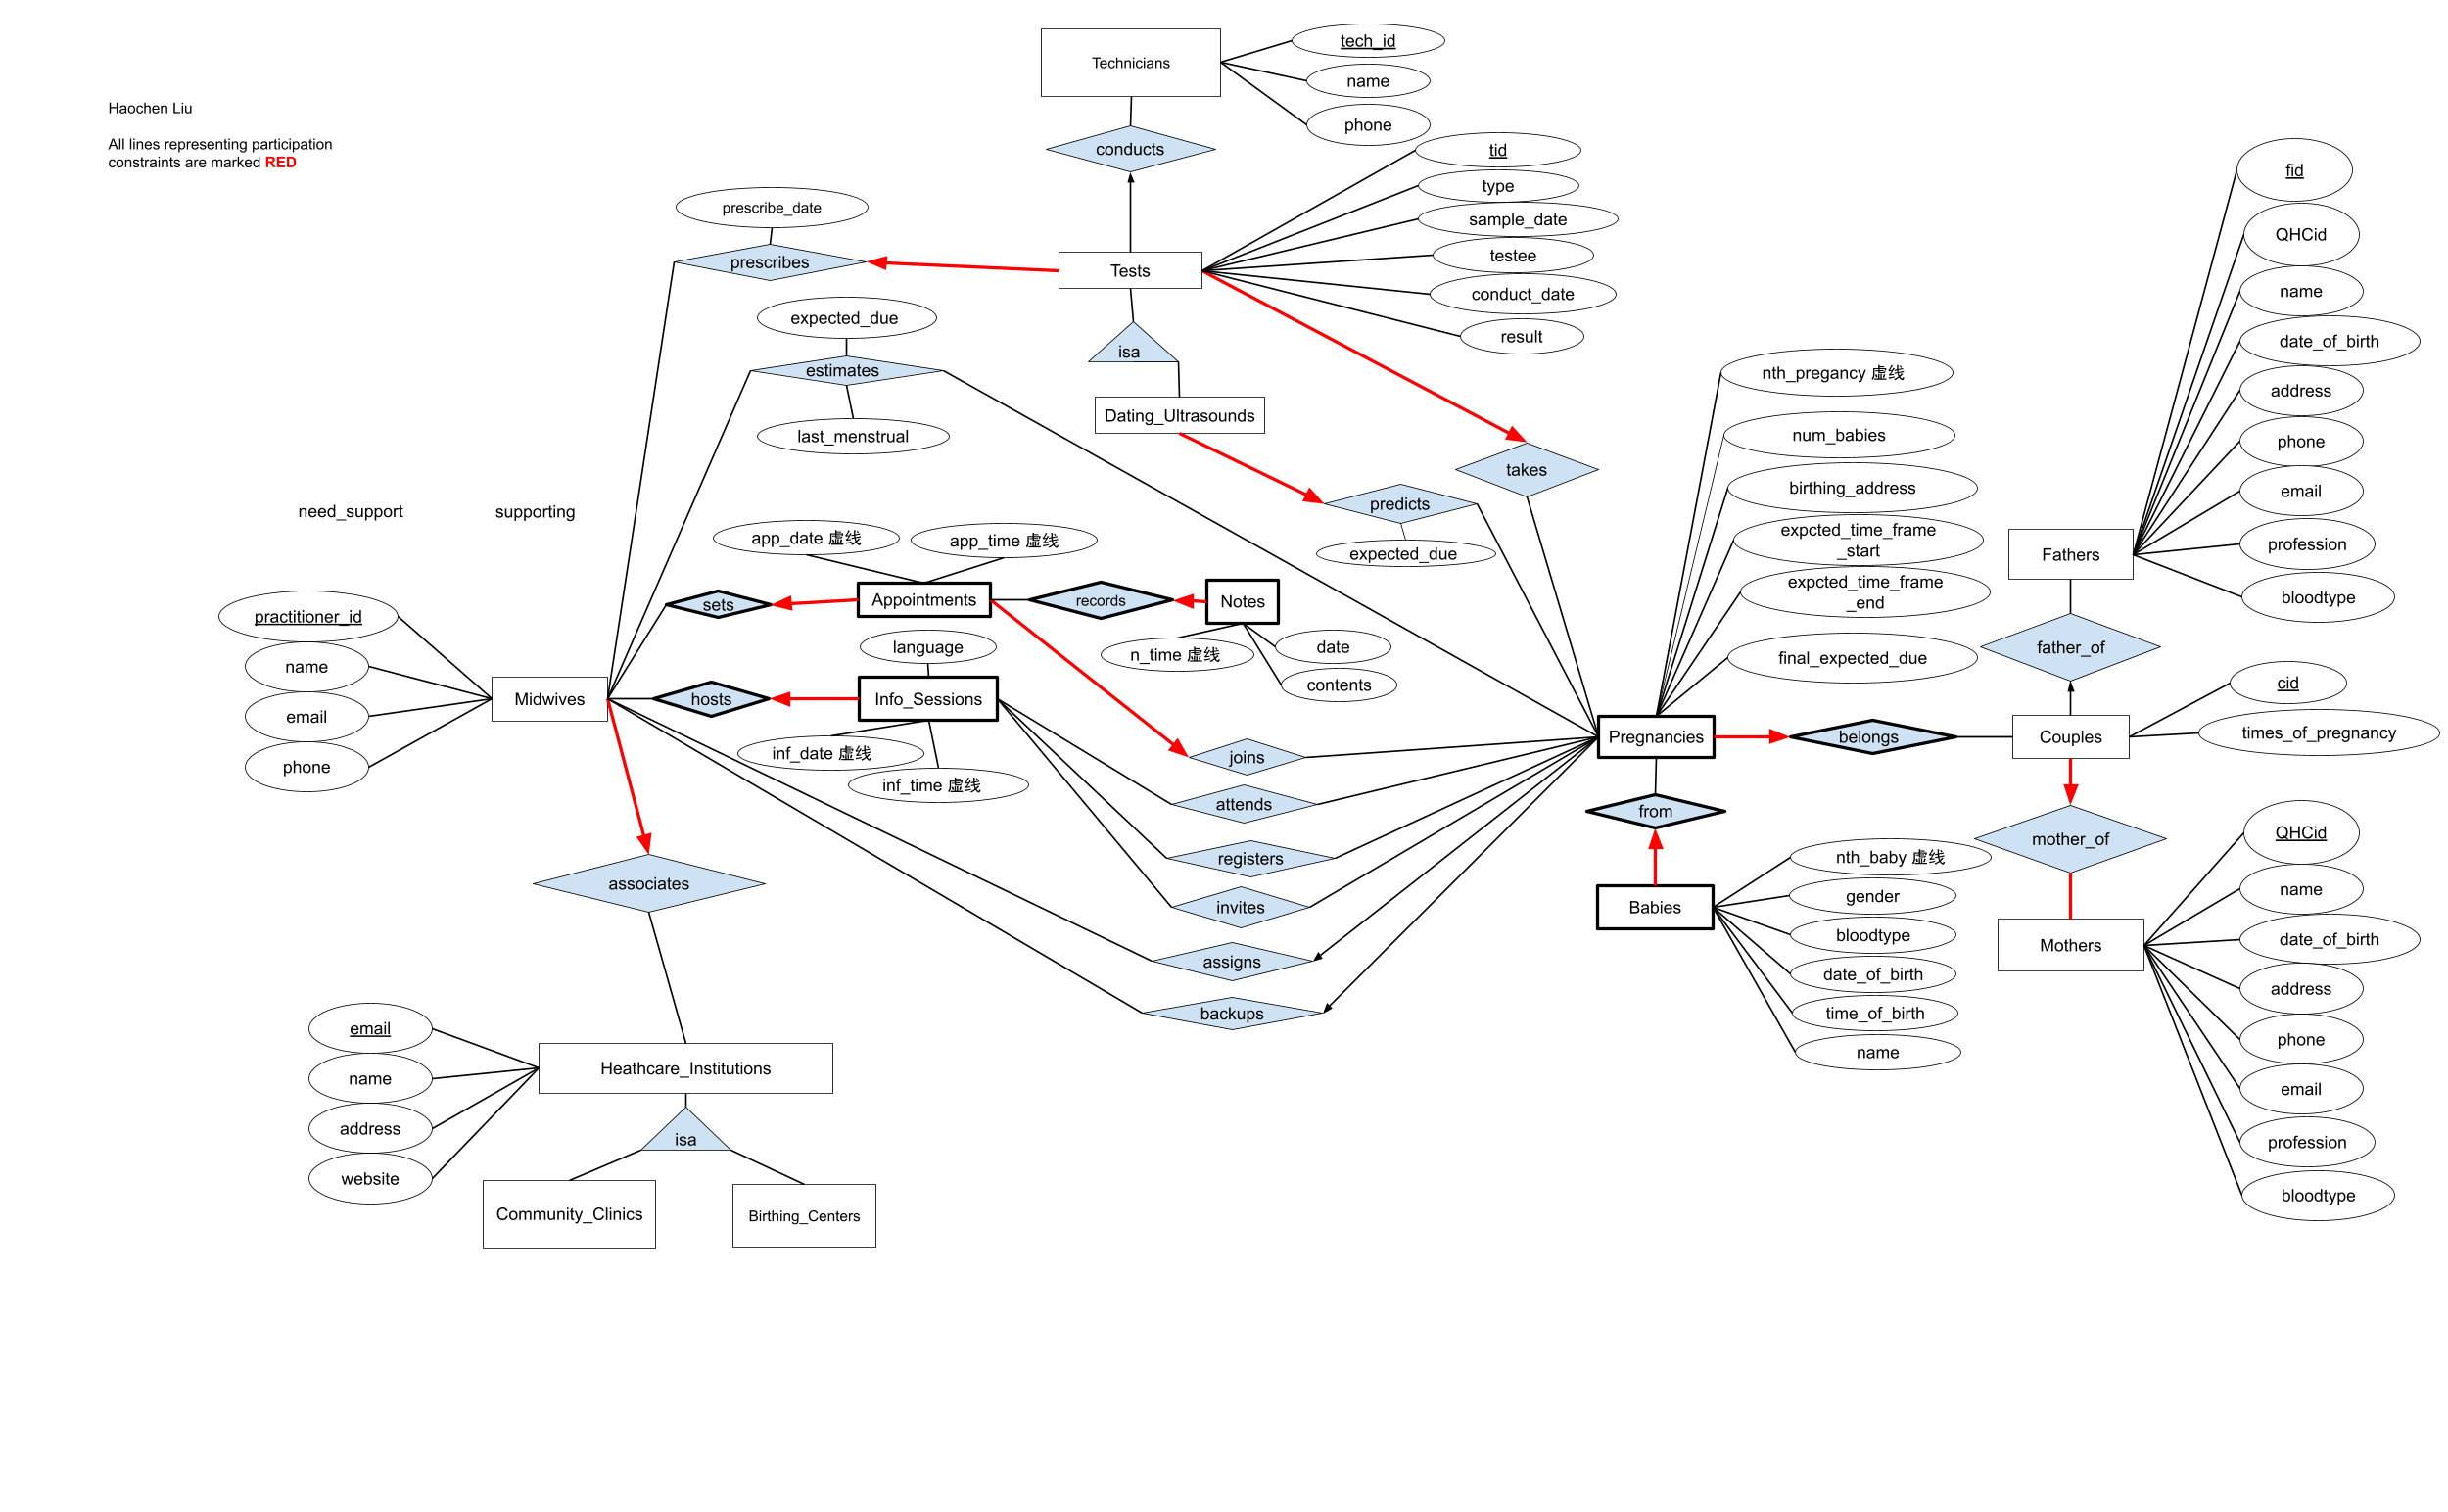 Haochen Liu
All lines representing participation
constraints are marked RED
Technicians
tech_id
name
phone
conducts
tid
type
sample_date
testee
conduct_date
result
prescribe_date
prescribes
Tests
expected_due
estimates
last_menstrual
isa
Dating_Ultrasounds
takes
predicts
expected_due
nth_pregancy 虚线
num_babies
birthing_address
expcted_time_frame
_start
expcted_time_frame
_end
final_expected_due
fid
QHCid
name
date_of_birth
address
phone
email
profession
bloodtype
Fathers
father_of
need_support
supporting
app_date 虚线
app_time 虚线
sets
Appointments
records
Notes
n_time 虚线
date
contents
practitioner_id
name
email
phone
Midwives
language
hosts
Info_Sessions
inf_date 虚线
inf_time 虚线
joins
attends
registers
invites
assigns
backups
Pregnancies
belongs
Couples
cid
times_of_pregnancy
from
mother_of
Babies
nth_baby 虚线
gender
bloodtype
date_of_birth
time_of_birth
name
Mothers
QHCid
name
date_of_birth
address
phone
email
profession
bloodtype
associates
email
name
address
website
Heathcare_Institutions
isa
Community_Clinics
Birthing_Centers